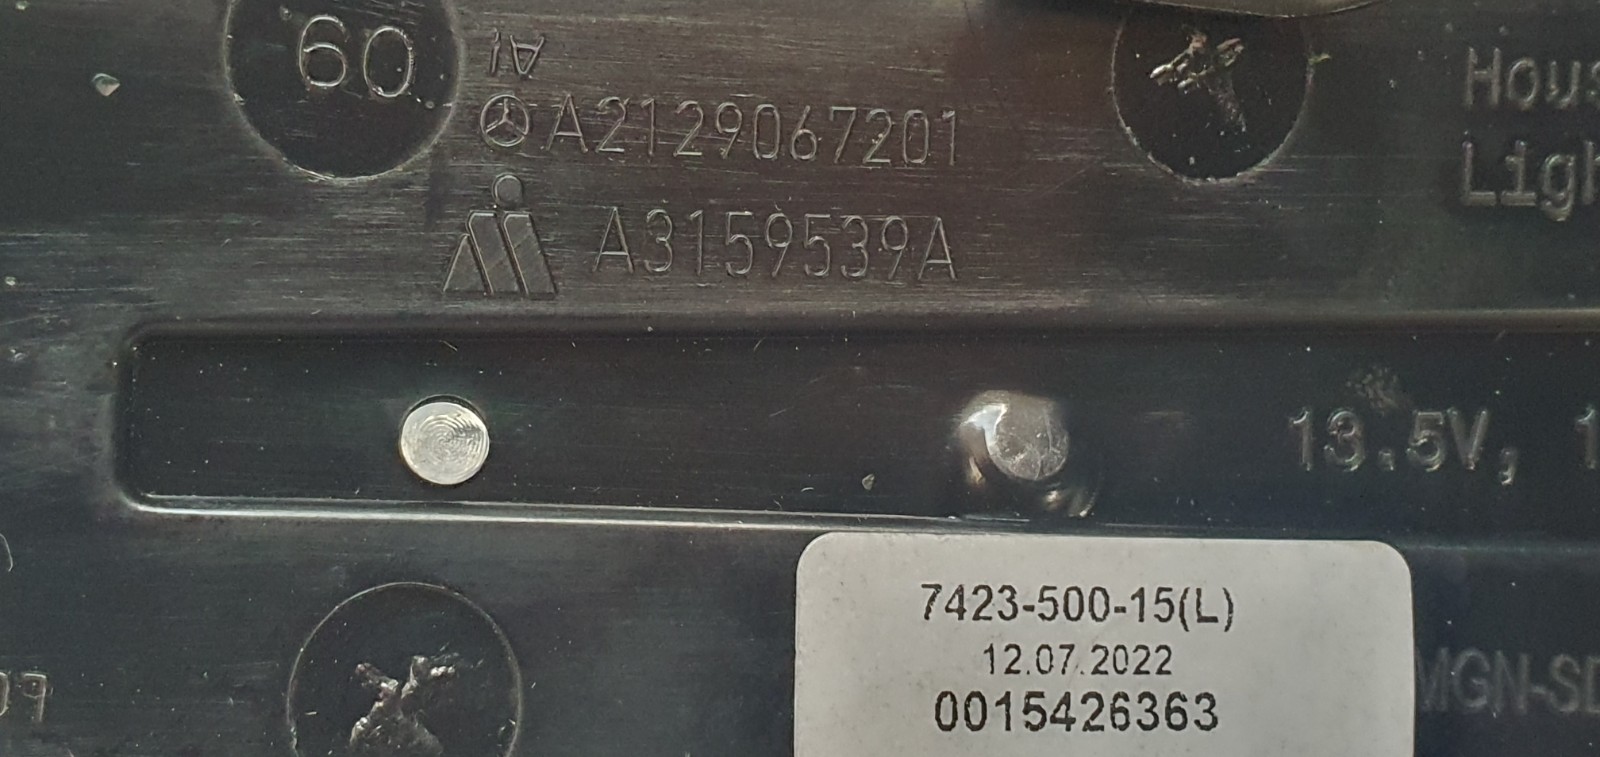 60
A2129067201
A3159539A
Hous
Ligh
13.5V, 1
7423-500-15(L)
12.07.2022
0015426363
MGN-SD